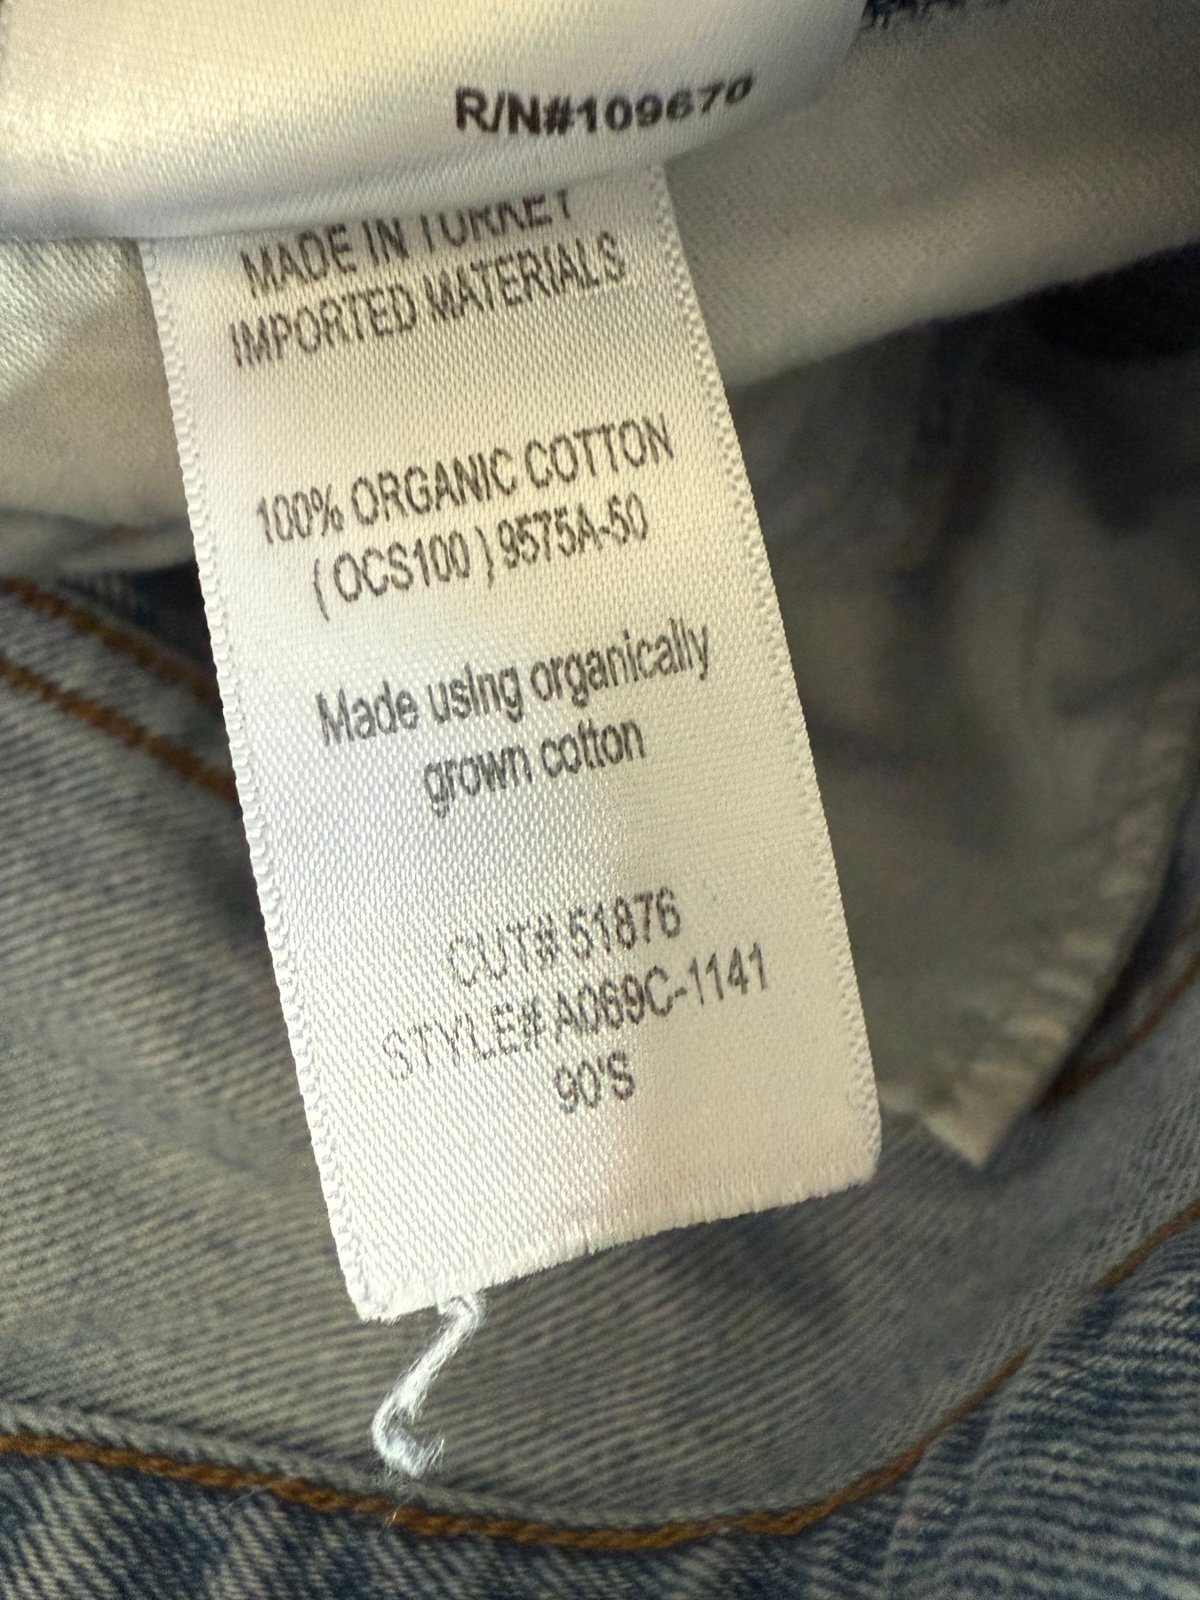 R/N#109670
MADE IN TURKEY
IMPORTED MATERIALS
100% ORGANIC COTTON
( OCS100 ) 9575A-50
Made using organically
grown cotton
CUT# 51876
STYLE# A069C-1141
90'S